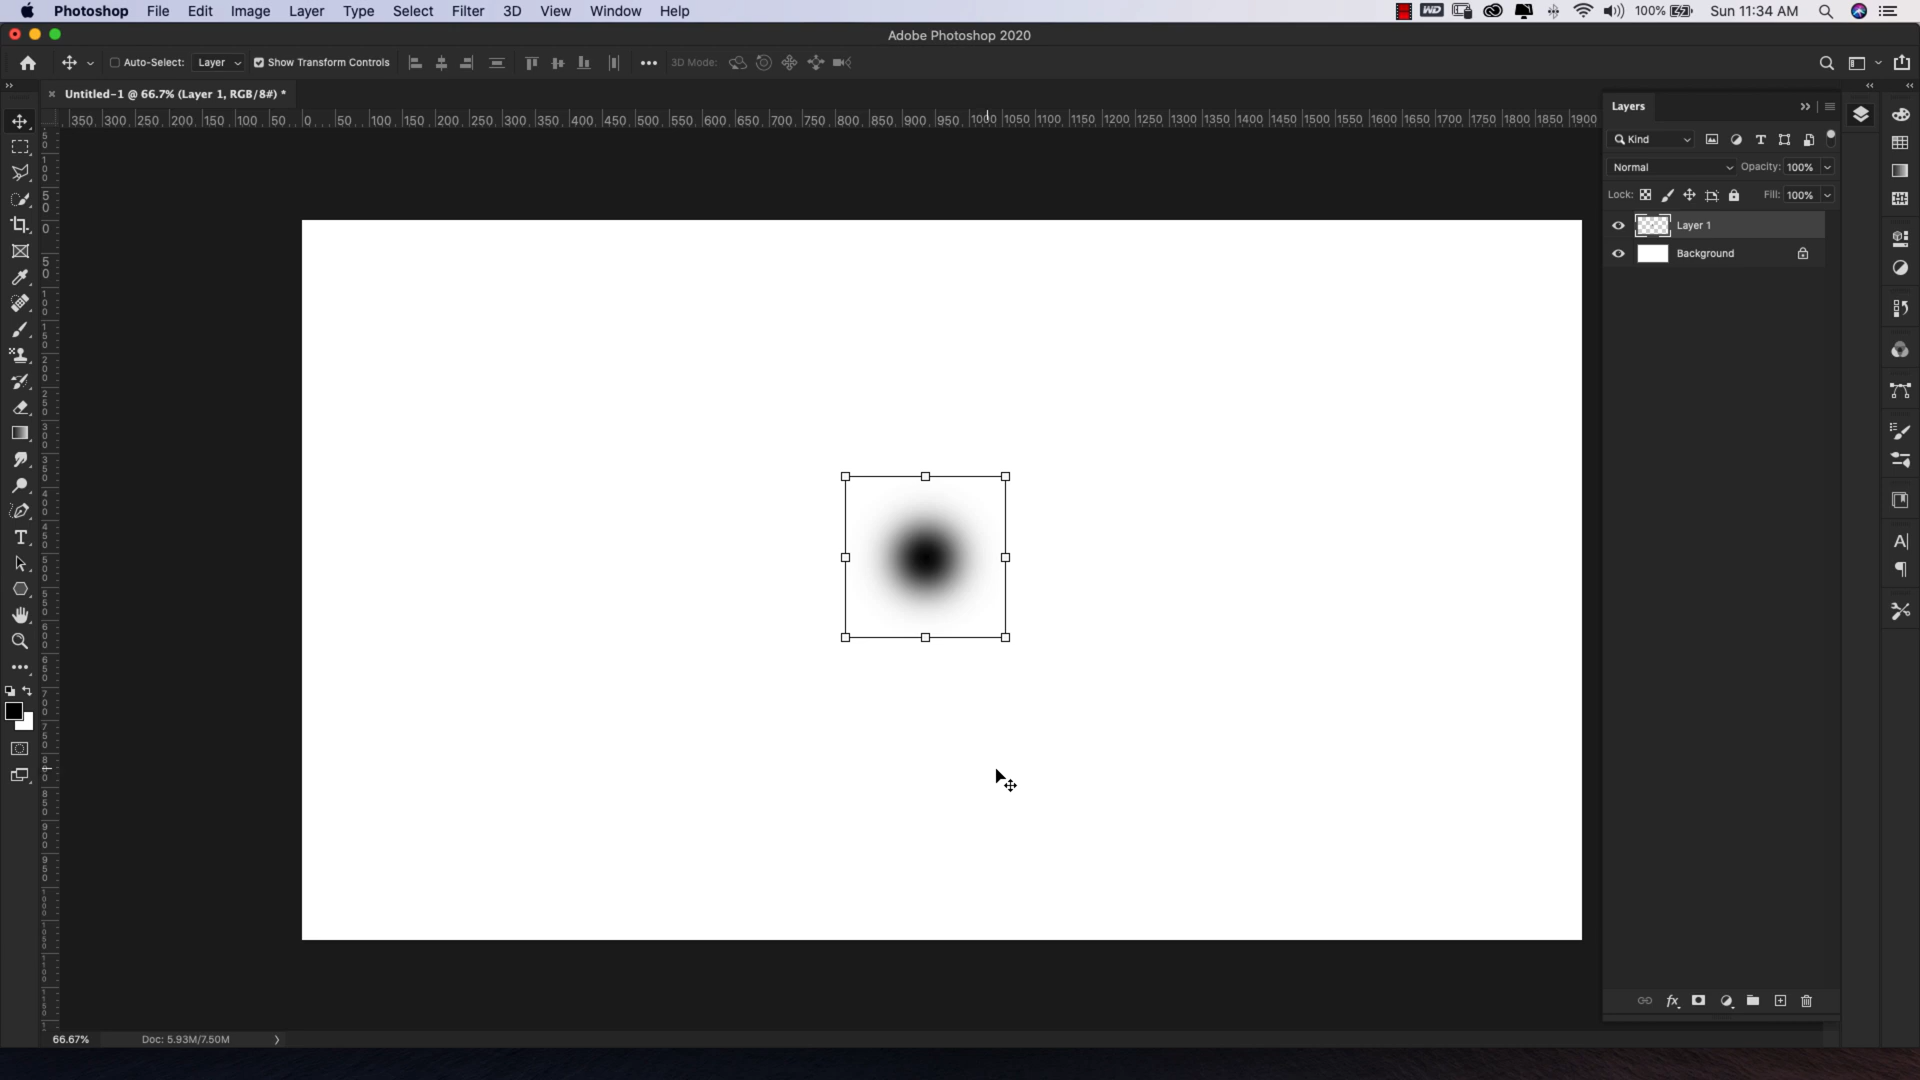 Photoshop File Edit Image Layer Type Select Filter 3D View Window Help WD 100% Sun 11:34 AM
Adobe Photoshop 2020
Auto-Select: Layer Show Transform Controls 3D Mode:
Untitled-1 @ 66.7% (Layer 1, RGB/8#) *
350 300 250 200 150 100 50 0 50 100 150 200 250 300 350 400 450 500 550 600 650 700 750 800 850 900 950 1000 1050 1100 1150 1200 1250 1300 1350 1400 1450 1500 1550 1600 1650 1700 1750 1800 1850 1900
Layers
Kind
Normal Opacity: 100%
Lock: Fill: 100%
Layer 1
Background
66.67% Doc: 5.93M/7.50M